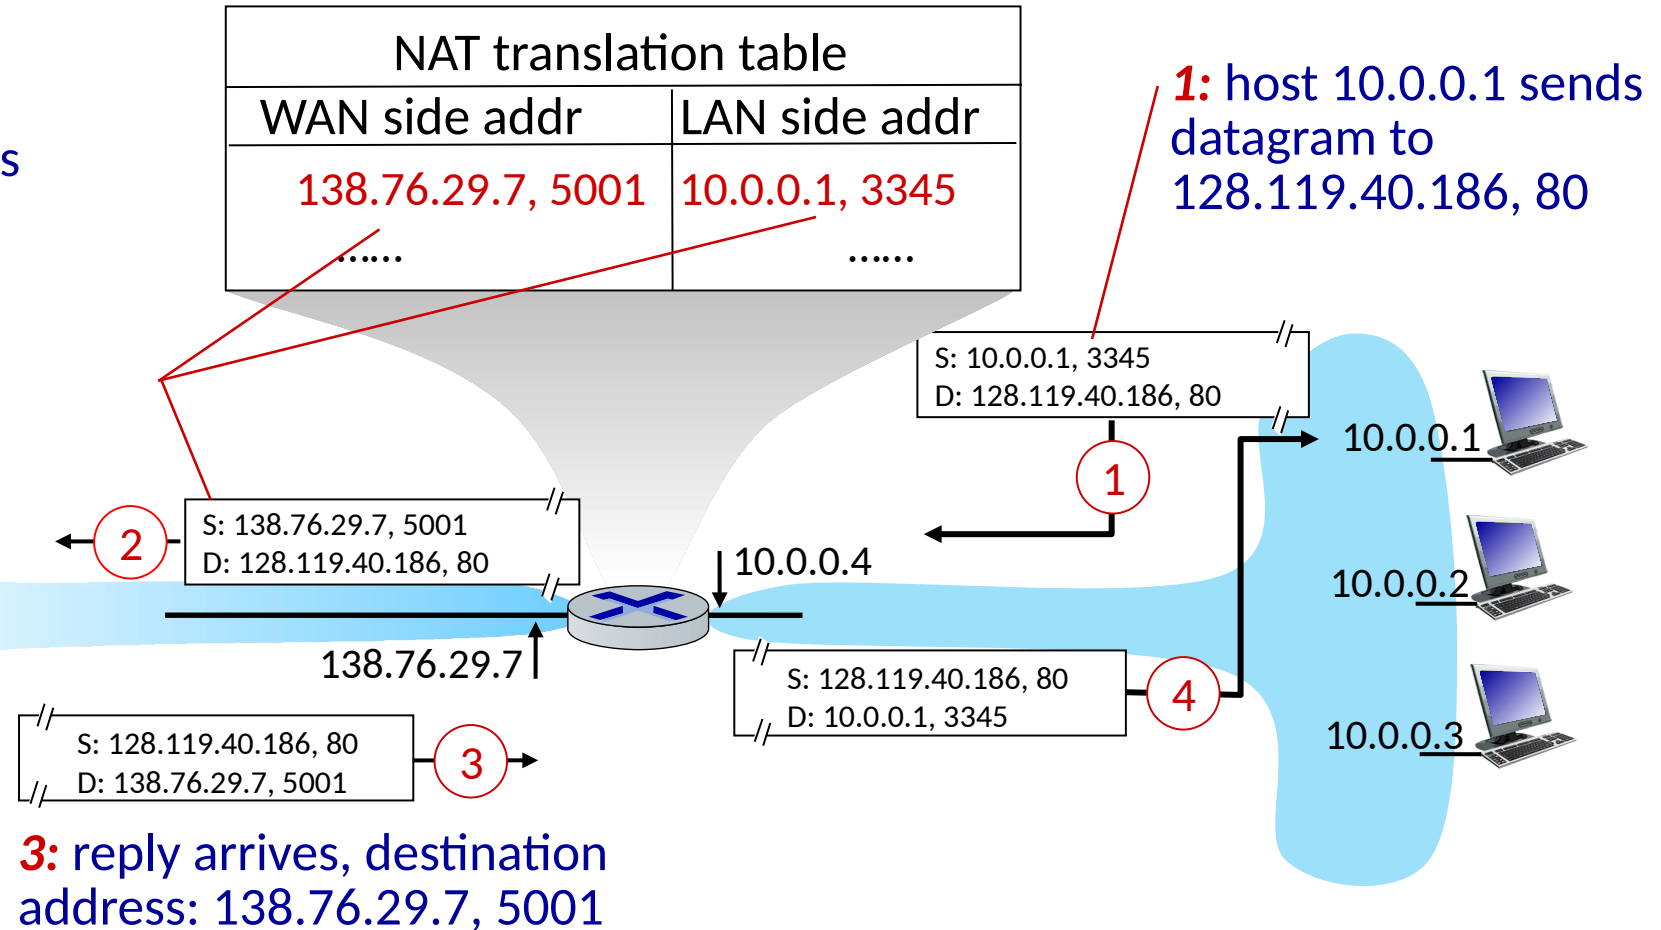 NAT translation table
WAN side addr LAN side addr
138.76.29.7, 5001 10.0.0.1, 3345
…… ……
s
1: host 10.0.0.1 sends
datagram to
128.119.40.186, 80
S: 10.0.0.1, 3345
D: 128.119.40.186, 80
1
10.0.0.1
S: 138.76.29.7, 5001
D: 128.119.40.186, 80
2
10.0.0.4
10.0.0.2
138.76.29.7
S: 128.119.40.186, 80
D: 10.0.0.1, 3345
4
10.0.0.3
S: 128.119.40.186, 80
D: 138.76.29.7, 5001
3
3: reply arrives, destination
address: 138.76.29.7, 5001